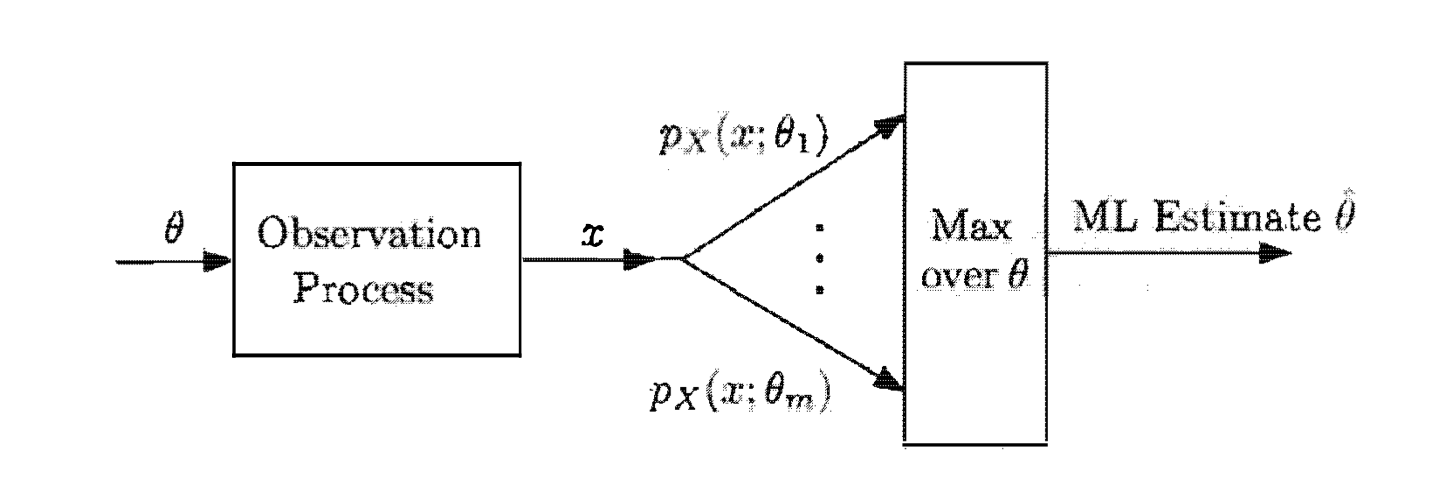 θ
Observation
Process
x
p_X(x; θ_1)
⋮
p_X(x; θ_m)
Max
over θ
ML Estimate θ̂